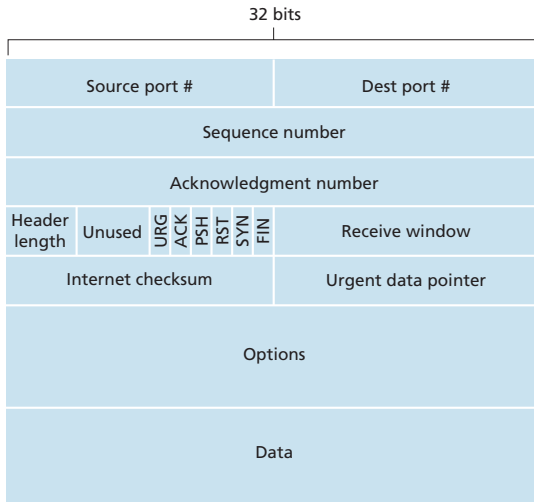 32 bits
Source port #
Dest port #
Sequence number
Acknowledgment number
Header
length
Unused
URG
ACK
PSH
RST
SYN
FIN
Receive window
Internet checksum
Urgent data pointer
Options
Data